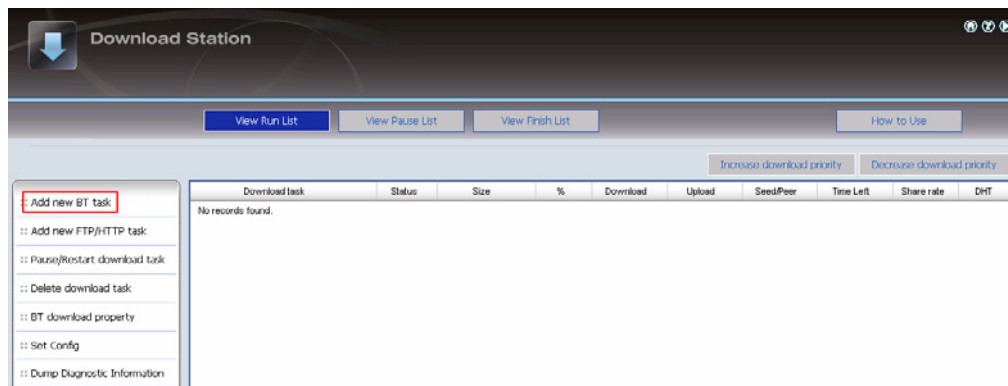 Download Station
View Run List
View Pause List
View Finish List
How to Use
Increase download priority
Decrease download priority
Download task Status Size % Download Upload Seed/Peer Time Left Share rate DHT
No records found.
:: Add new BT task
:: Add new FTP/HTTP task
:: Pause/Restart download task
:: Delete download task
:: BT download property
:: Set Config
:: Dump Diagnostic Information